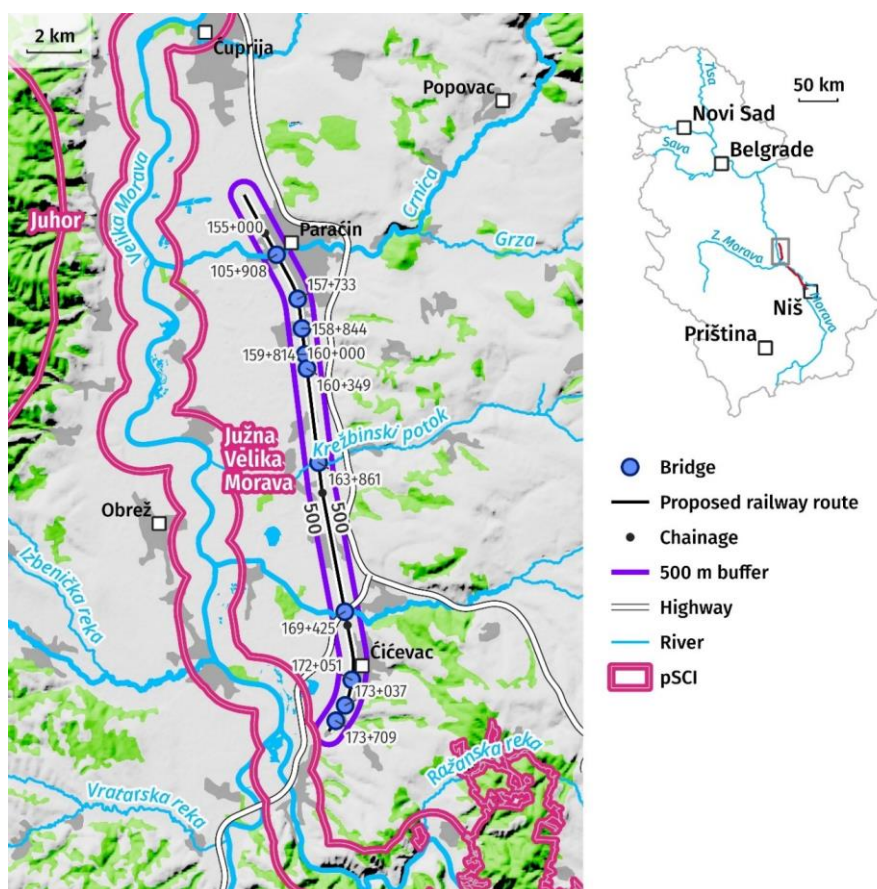 2 km
Ćuprija
Popovac
Velika Morava
Crnica
Juhor
155+000
Paraćin
Grza
105+908
157+733
158+844
159+814
160+000
160+349
Južna
Velika
Morava
Krežbinski potok
163+861
500
500
Obrež
Izbenička reka
169+425
Ćićevac
172+051
173+037
173+709
Ražanska reka
Vratarska reka
50 km
Tisa
Novi Sad
Sava
Belgrade
Z. Morava
Niš
Morava
Priština
Bridge
Proposed railway route
Chainage
500 m buffer
Highway
River
pSCI